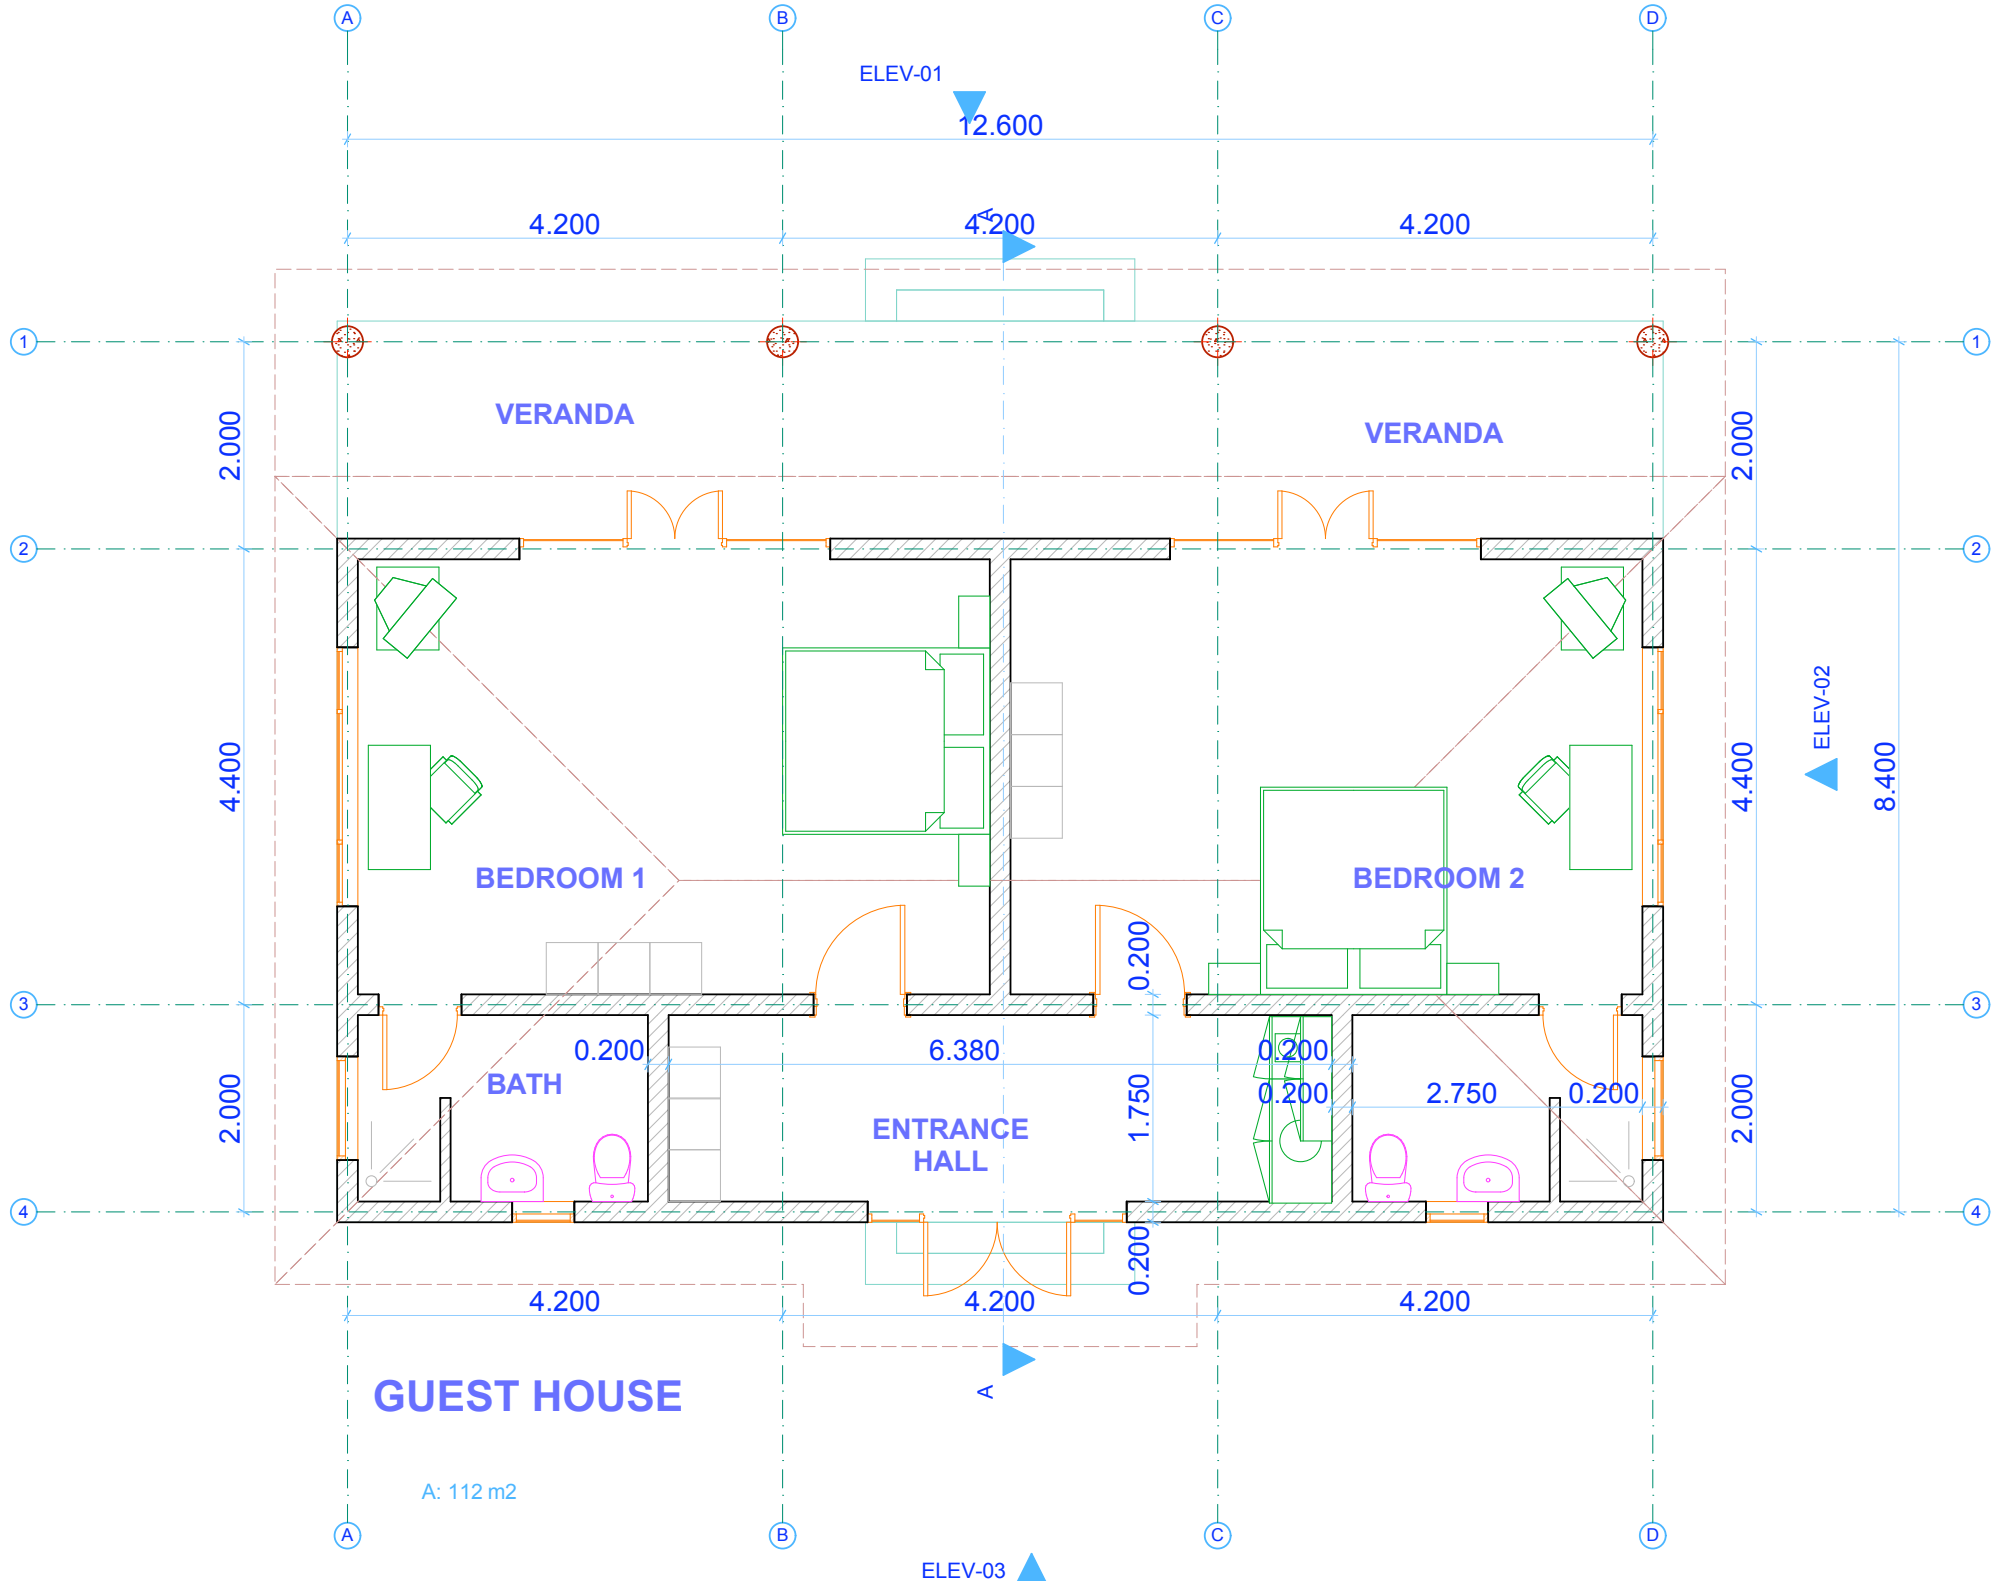 A B C D
ELEV-01
12.600
A
4.200 4.200 4.200
1 1
VERANDA
VERANDA
2.000 2.000
2 2
ELEV-02
4.400 4.400 8.400
BEDROOM 1 BEDROOM 2
0.200
3 3
0.200 6.380 0.200
BATH
0.200 2.750 0.200
2.000 1.750 2.000
ENTRANCE
HALL
4 4
0.200
4.200 4.200 4.200
A
GUEST HOUSE
A: 112 m2
A B C D
ELEV-03